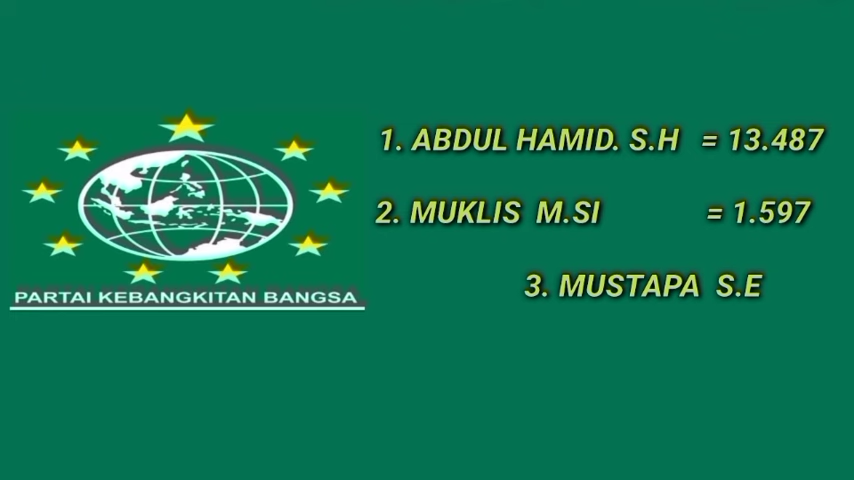 1. ABDUL HAMID. S.H = 13.487
2. MUKLIS M.SI = 1.597
3. MUSTAPA S.E
PARTAI KEBANGKITAN BANGSA